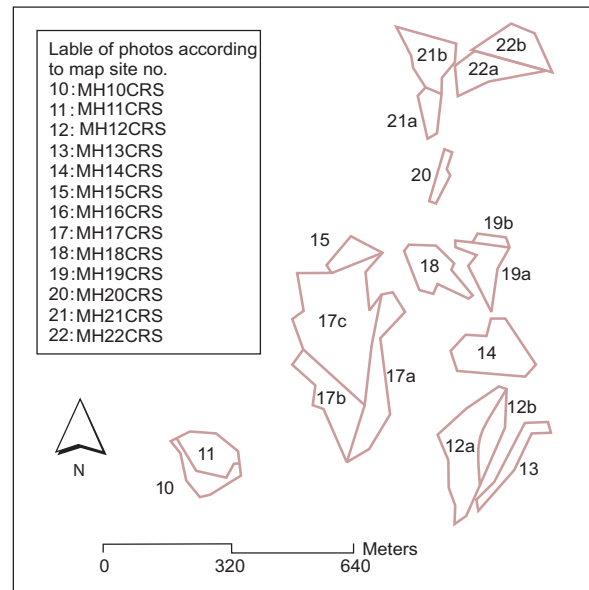 Lable of photos according
to map site no.
10:MH10CRS
11:MH11CRS
12:MH12CRS
13:MH13CRS
14:MH14CRS
15:MH15CRS
16:MH16CRS
17:MH17CRS
18:MH18CRS
19:MH19CRS
20:MH20CRS
21:MH21CRS
22:MH22CRS
21b
22b
22a
21a
20
19b
15
18
19a
17c
14
17a
17b
12b
12a
11
13
10
N
Meters
0 320 640